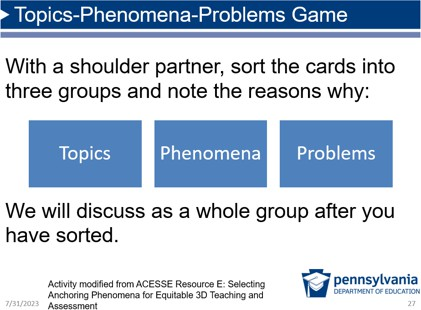 Topics-Phenomena-Problems Game
With a shoulder partner, sort the cards into
three groups and note the reasons why:
Topics
Phenomena
Problems
We will discuss as a whole group after you
have sorted.
Activity modified from ACESSE Resource E: Selecting
Anchoring Phenomena for Equitable 3D Teaching and
Assessment
7/31/2023
pennsylvania
DEPARTMENT OF EDUCATION
27